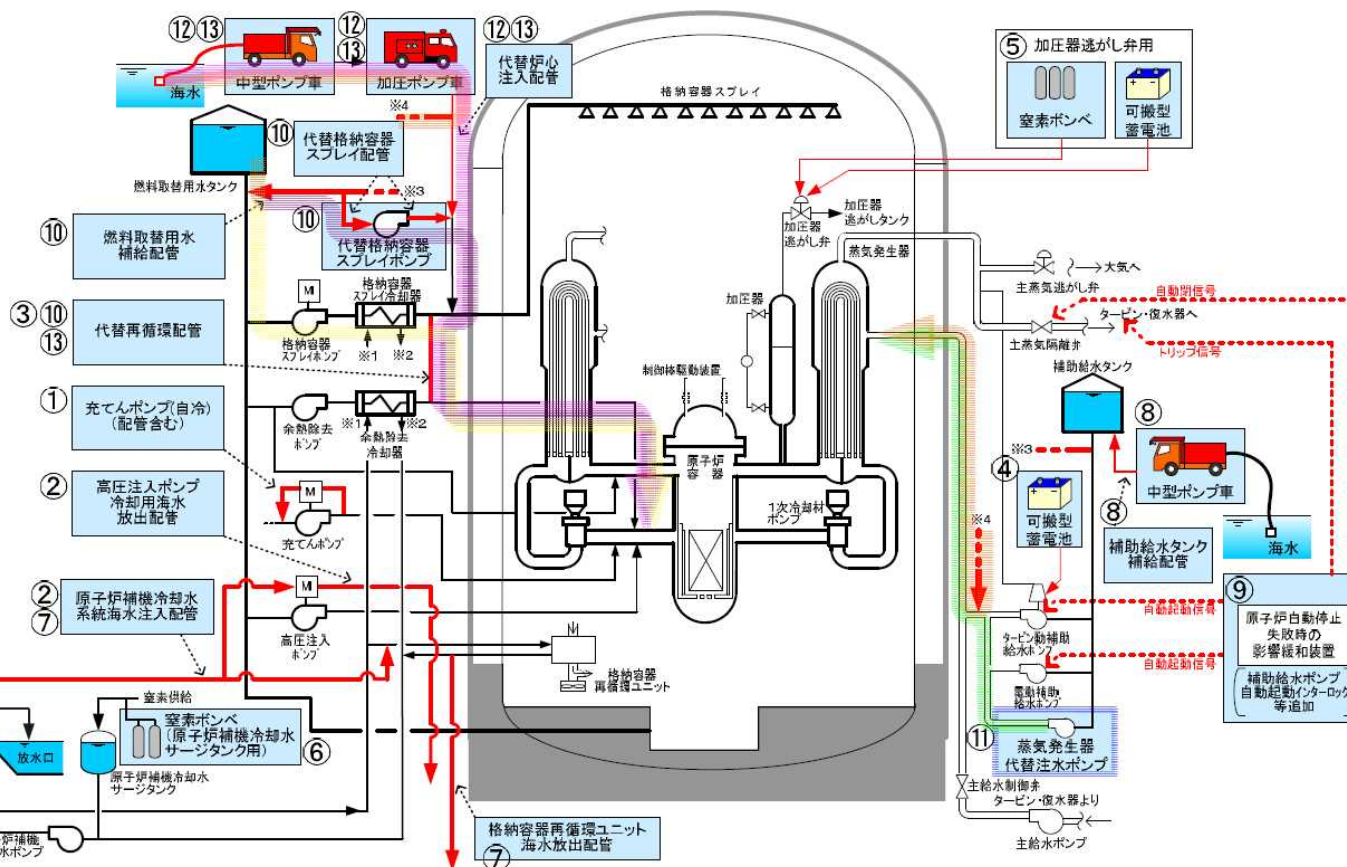 ⑫⑬
中型ポンプ車
海水
⑫
⑬
加圧ポンプ車
⑫⑬
代替炉心
注入配管
※4
燃料取替用水タンク
⑩
代替格納容器
スプレイ配管
※3
⑩
代替格納容器
スプレイポンプ
格納容器スプレイ
⑤ 加圧器逃がし弁用
窒素ボンベ
可搬型
蓄電池
加圧器
逃がしタンク
加圧器
逃がし弁
蒸気発生器
大気へ
主蒸気逃がし弁
自動閉信号
タービン・復水器へ
主蒸気隔離弁
トリップ信号
⑩
燃料取替用水
補給配管
③⑩
⑬
代替再循環配管
M
格納容器
スプレイポンプ
格納容器
スプレイ冷却器
※1
※2
①
充てんポンプ(自冷)
(配管含む)
余熱除去
ポンプ
※1
※2
余熱除去
冷却器
②
高圧注入ポンプ
冷却用海水
放出配管
M
充てんポンプ
②
⑦
原子炉補機冷却水
系統海水注入配管
M
高圧注入
ポンプ
加圧器
制御棒駆動装置
原子炉
容器
1次冷却材
ポンプ
格納容器
再循環ユニット
補助給水タンク
※3
⑧
中型ポンプ車
海水
⑧
補助給水タンク
補給配管
④
可搬型
蓄電池
※4
自動起動信号
タービン動補助
給水ポンプ
自動起動信号
電動補助
給水ポンプ
⑨
原子炉自動停止
失敗時の
影響緩和装置
補助給水ポンプ
自動起動インターロック
等追加
⑪
蒸気発生器
代替注水ポンプ
主給水制御弁
タービン・復水器より
主給水ポンプ
窒素供給
窒素ボンベ
(原子炉補機冷却水
サージタンク用)
⑥
放水口
原子炉補機冷却水
サージタンク
炉補機
水ポンプ
格納容器再循環ユニット
海水放出配管
⑦